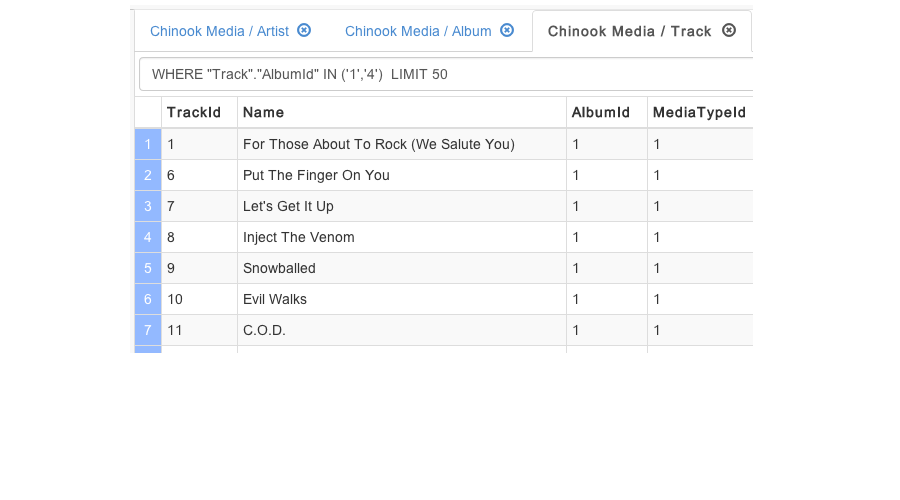 Chinook Media / Artist Chinook Media / Album Chinook Media / Track
WHERE "Track"."AlbumId" IN ('1','4')  LIMIT 50
TrackId Name AlbumId MediaTypeId
1 1 For Those About To Rock (We Salute You) 1 1
2 6 Put The Finger On You 1 1
3 7 Let's Get It Up 1 1
4 8 Inject The Venom 1 1
5 9 Snowballed 1 1
6 10 Evil Walks 1 1
7 11 C.O.D. 1 1